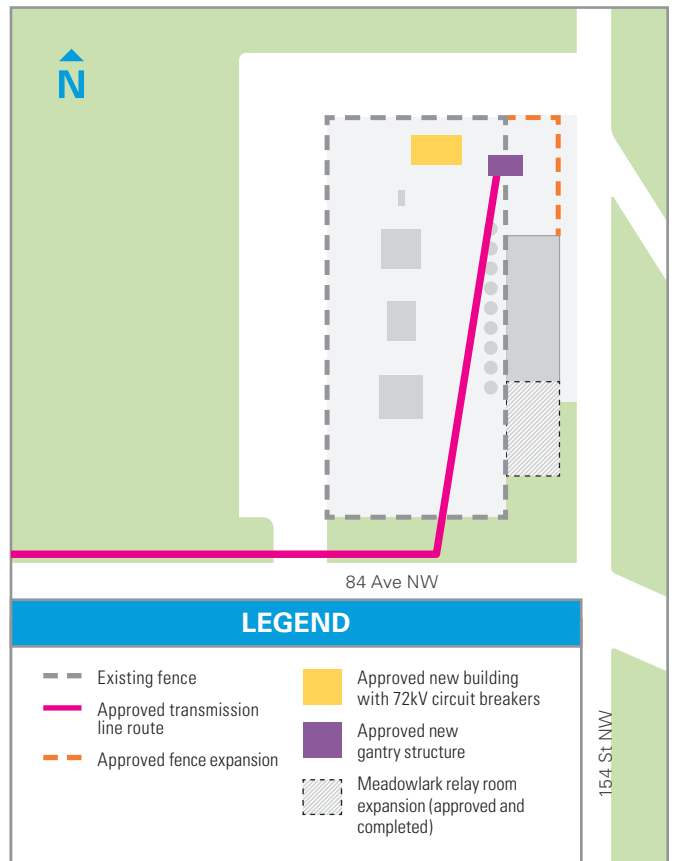 N
84 Ave NW
LEGEND
Existing fence
Approved transmission
line route
Approved fence expansion
Approved new building
with 72kV circuit breakers
Approved new
gantry structure
Meadowlark relay room
expansion (approved and
completed)
154 St NW